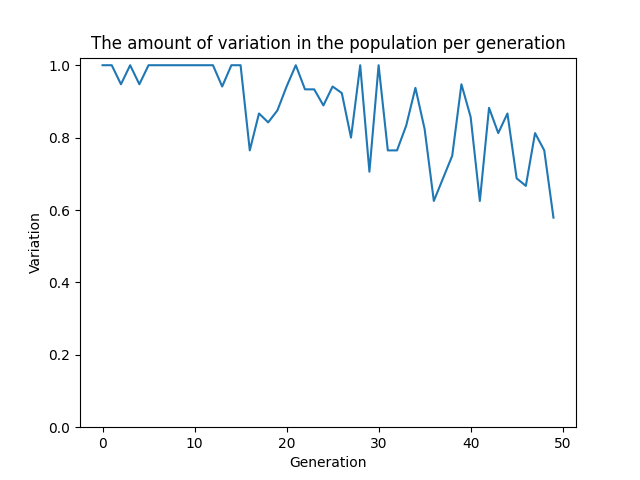 The amount of variation in the population per generation
1.0
0.8
0.6
0.4
0.2
0.0
Variation
0 10 20 30 40 50
Generation